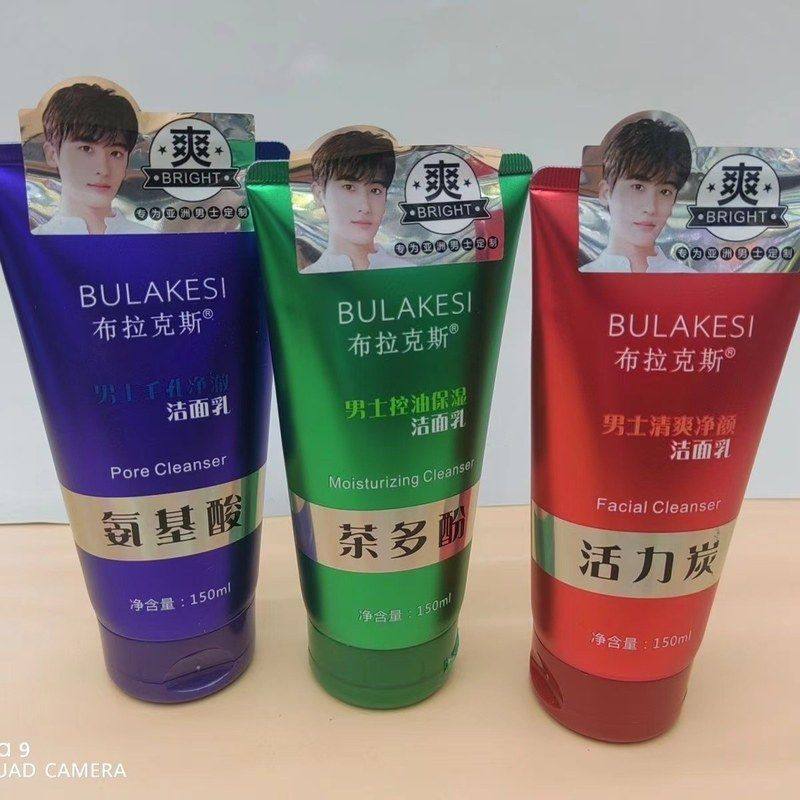 爽
BRIGHT
专为亚洲男士定制
BULAKESI
布拉克斯®
男士毛孔净澈
洁面乳
Pore Cleanser
氨基酸
净含量：150ml
爽
BRIGHT
专为亚洲男士定制
BULAKESI
布拉克斯®
男士控油保湿
洁面乳
Moisturizing Cleanser
茶多酚
净含量：150ml
爽
BRIGHT
专为亚洲男士定制
BULAKESI
布拉克斯®
男士清爽净颜
洁面乳
Facial Cleanser
活力炭
净含量：150ml
a 9
UAD CAMERA